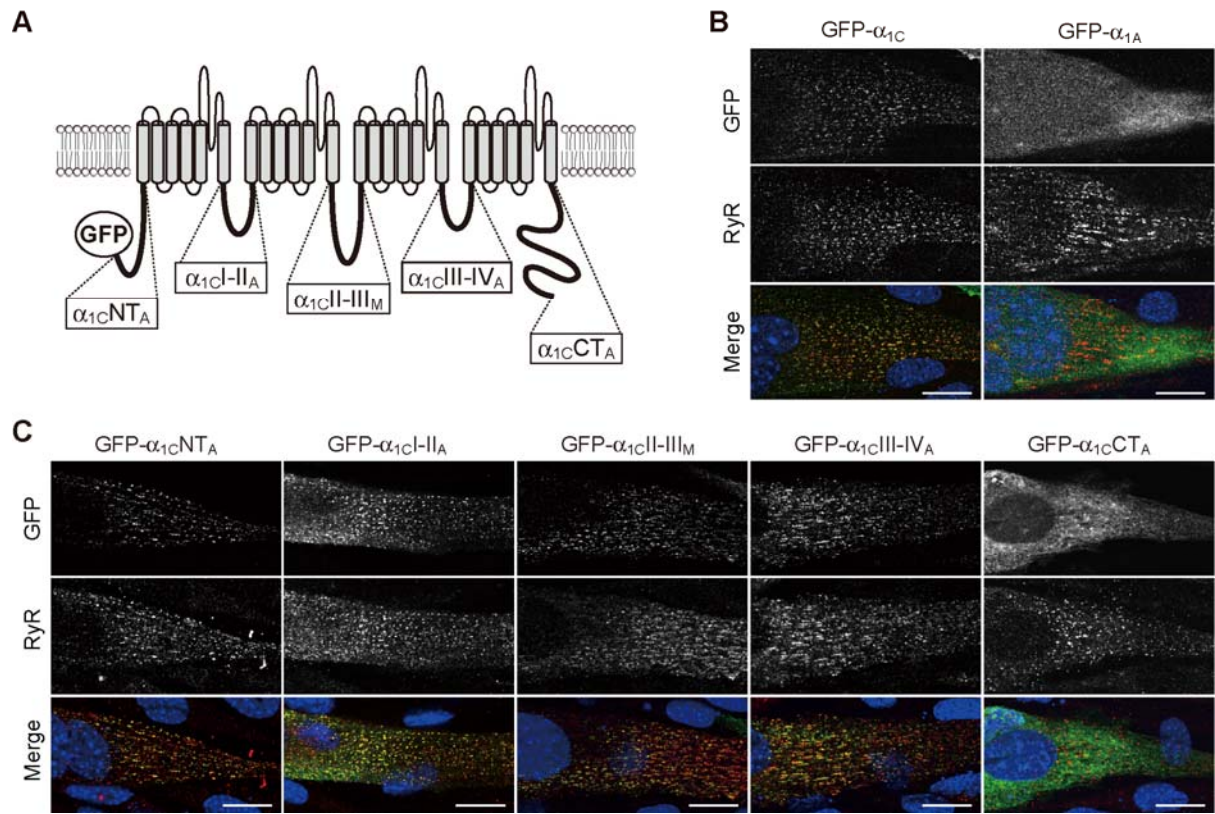 A
GFP
α1CNTA
α1CI-IIA
α1CII-IIIM
α1CIII-IVA
α1CCTA
B
GFP-α1C GFP-α1A
GFP
RyR
Merge
C
GFP-α1CNTA GFP-α1CI-IIA GFP-α1CII-IIIM GFP-α1CIII-IVA GFP-α1CCTA
GFP
RyR
Merge